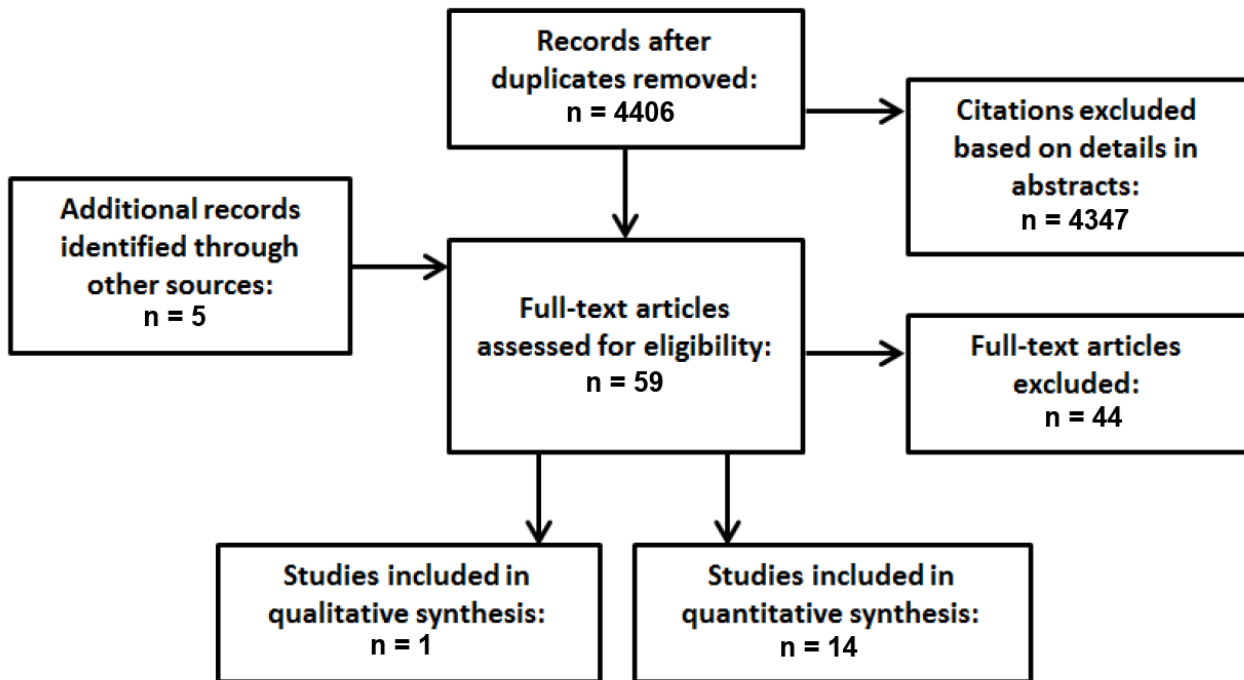 Records after
duplicates removed:
n = 4406
Citations excluded
based on details in
abstracts:
n = 4347
Additional records
identified through
other sources:
n = 5
Full-text articles
assessed for eligibility:
n = 59
Full-text articles
excluded:
n = 44
Studies included in
qualitative synthesis:
n = 1
Studies included in
quantitative synthesis:
n = 14